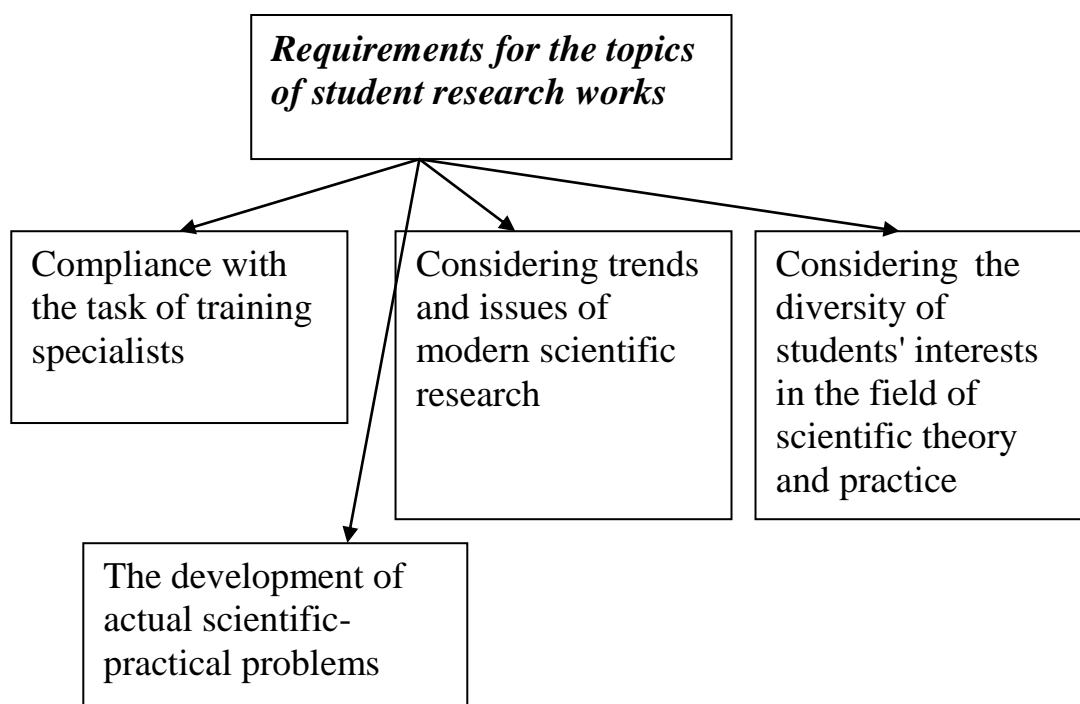 Requirements for the topics
of student research works
Compliance with
the task of training
specialists
Considering trends
and issues of
modern scientific
research
Considering the
diversity of
students' interests
in the field of
scientific theory
and practice
The development of
actual scientific-
practical problems